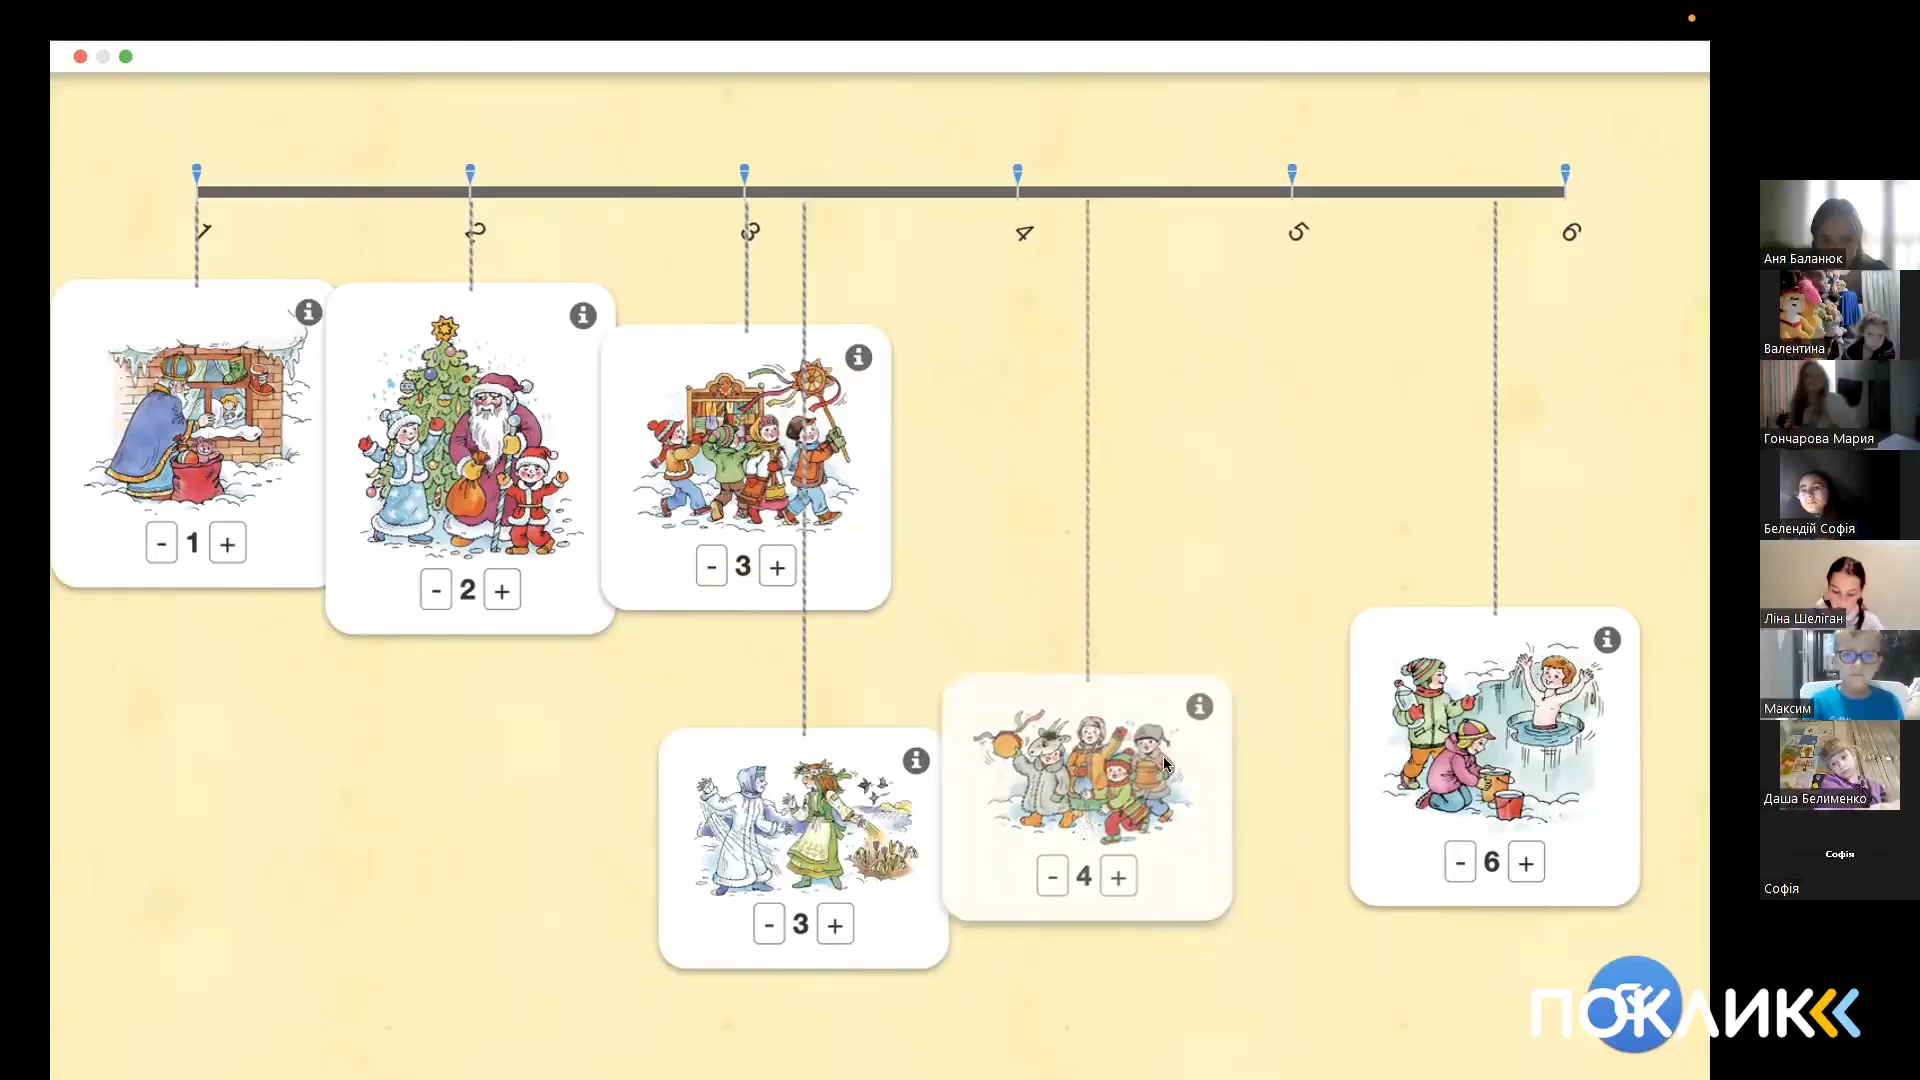 1 2 3 4 5 6
i
- 1 +
i
- 2 +
i
- 3 +
i
- 3 +
i
- 4 +
i
- 6 +
Аня Баланюк
Валентина
Гончарова Мария
Белендій Софія
Ліна Шеліган
Максим
Даша Белименко
Софія
Софія
ПОКЛИК